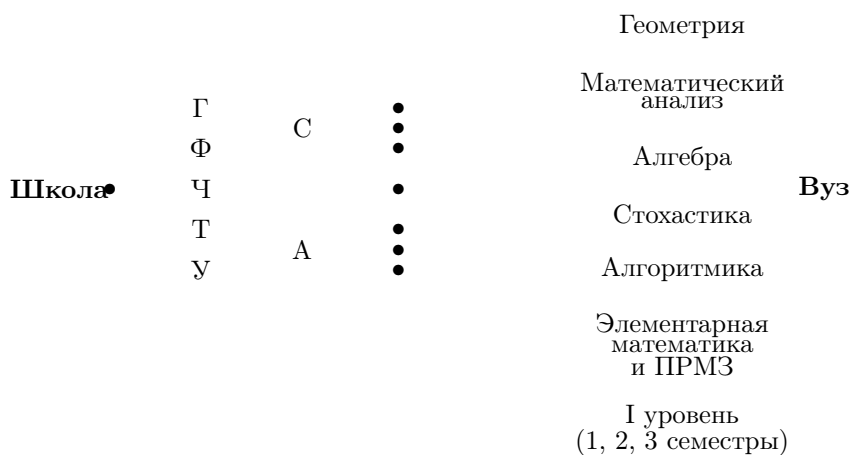 Геометрия
Математический
анализ
Г
С
Ф
Алгебра
Школа
Ч
Вуз
Т
Стохастика
А
У
Алгоритмика
Элементарная
математика
и ПРМЗ
I уровень
(1, 2, 3 семестры)